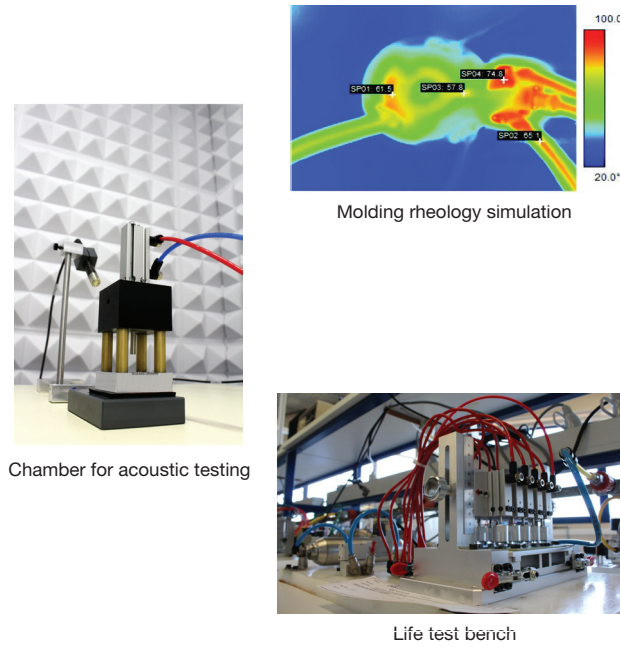 100.0
SP04: 74.8
SP01: 61.5
SP03: 57.8
SP02: 65.1
20.0°
Molding rheology simulation
Chamber for acoustic testing
Life test bench